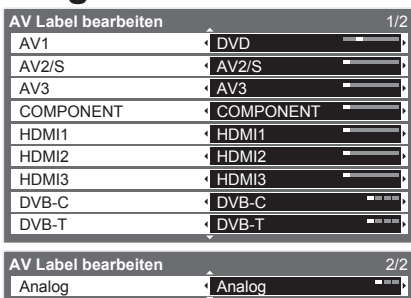 AV Label bearbeiten 1/2
AV1 DVD
AV2/S AV2/S
AV3 AV3
COMPONENT COMPONENT
HDMI1 HDMI1
HDMI2 HDMI2
HDMI3 HDMI3
DVB-C DVB-C
DVB-T DVB-T
AV Label bearbeiten 2/2
Analog Analog